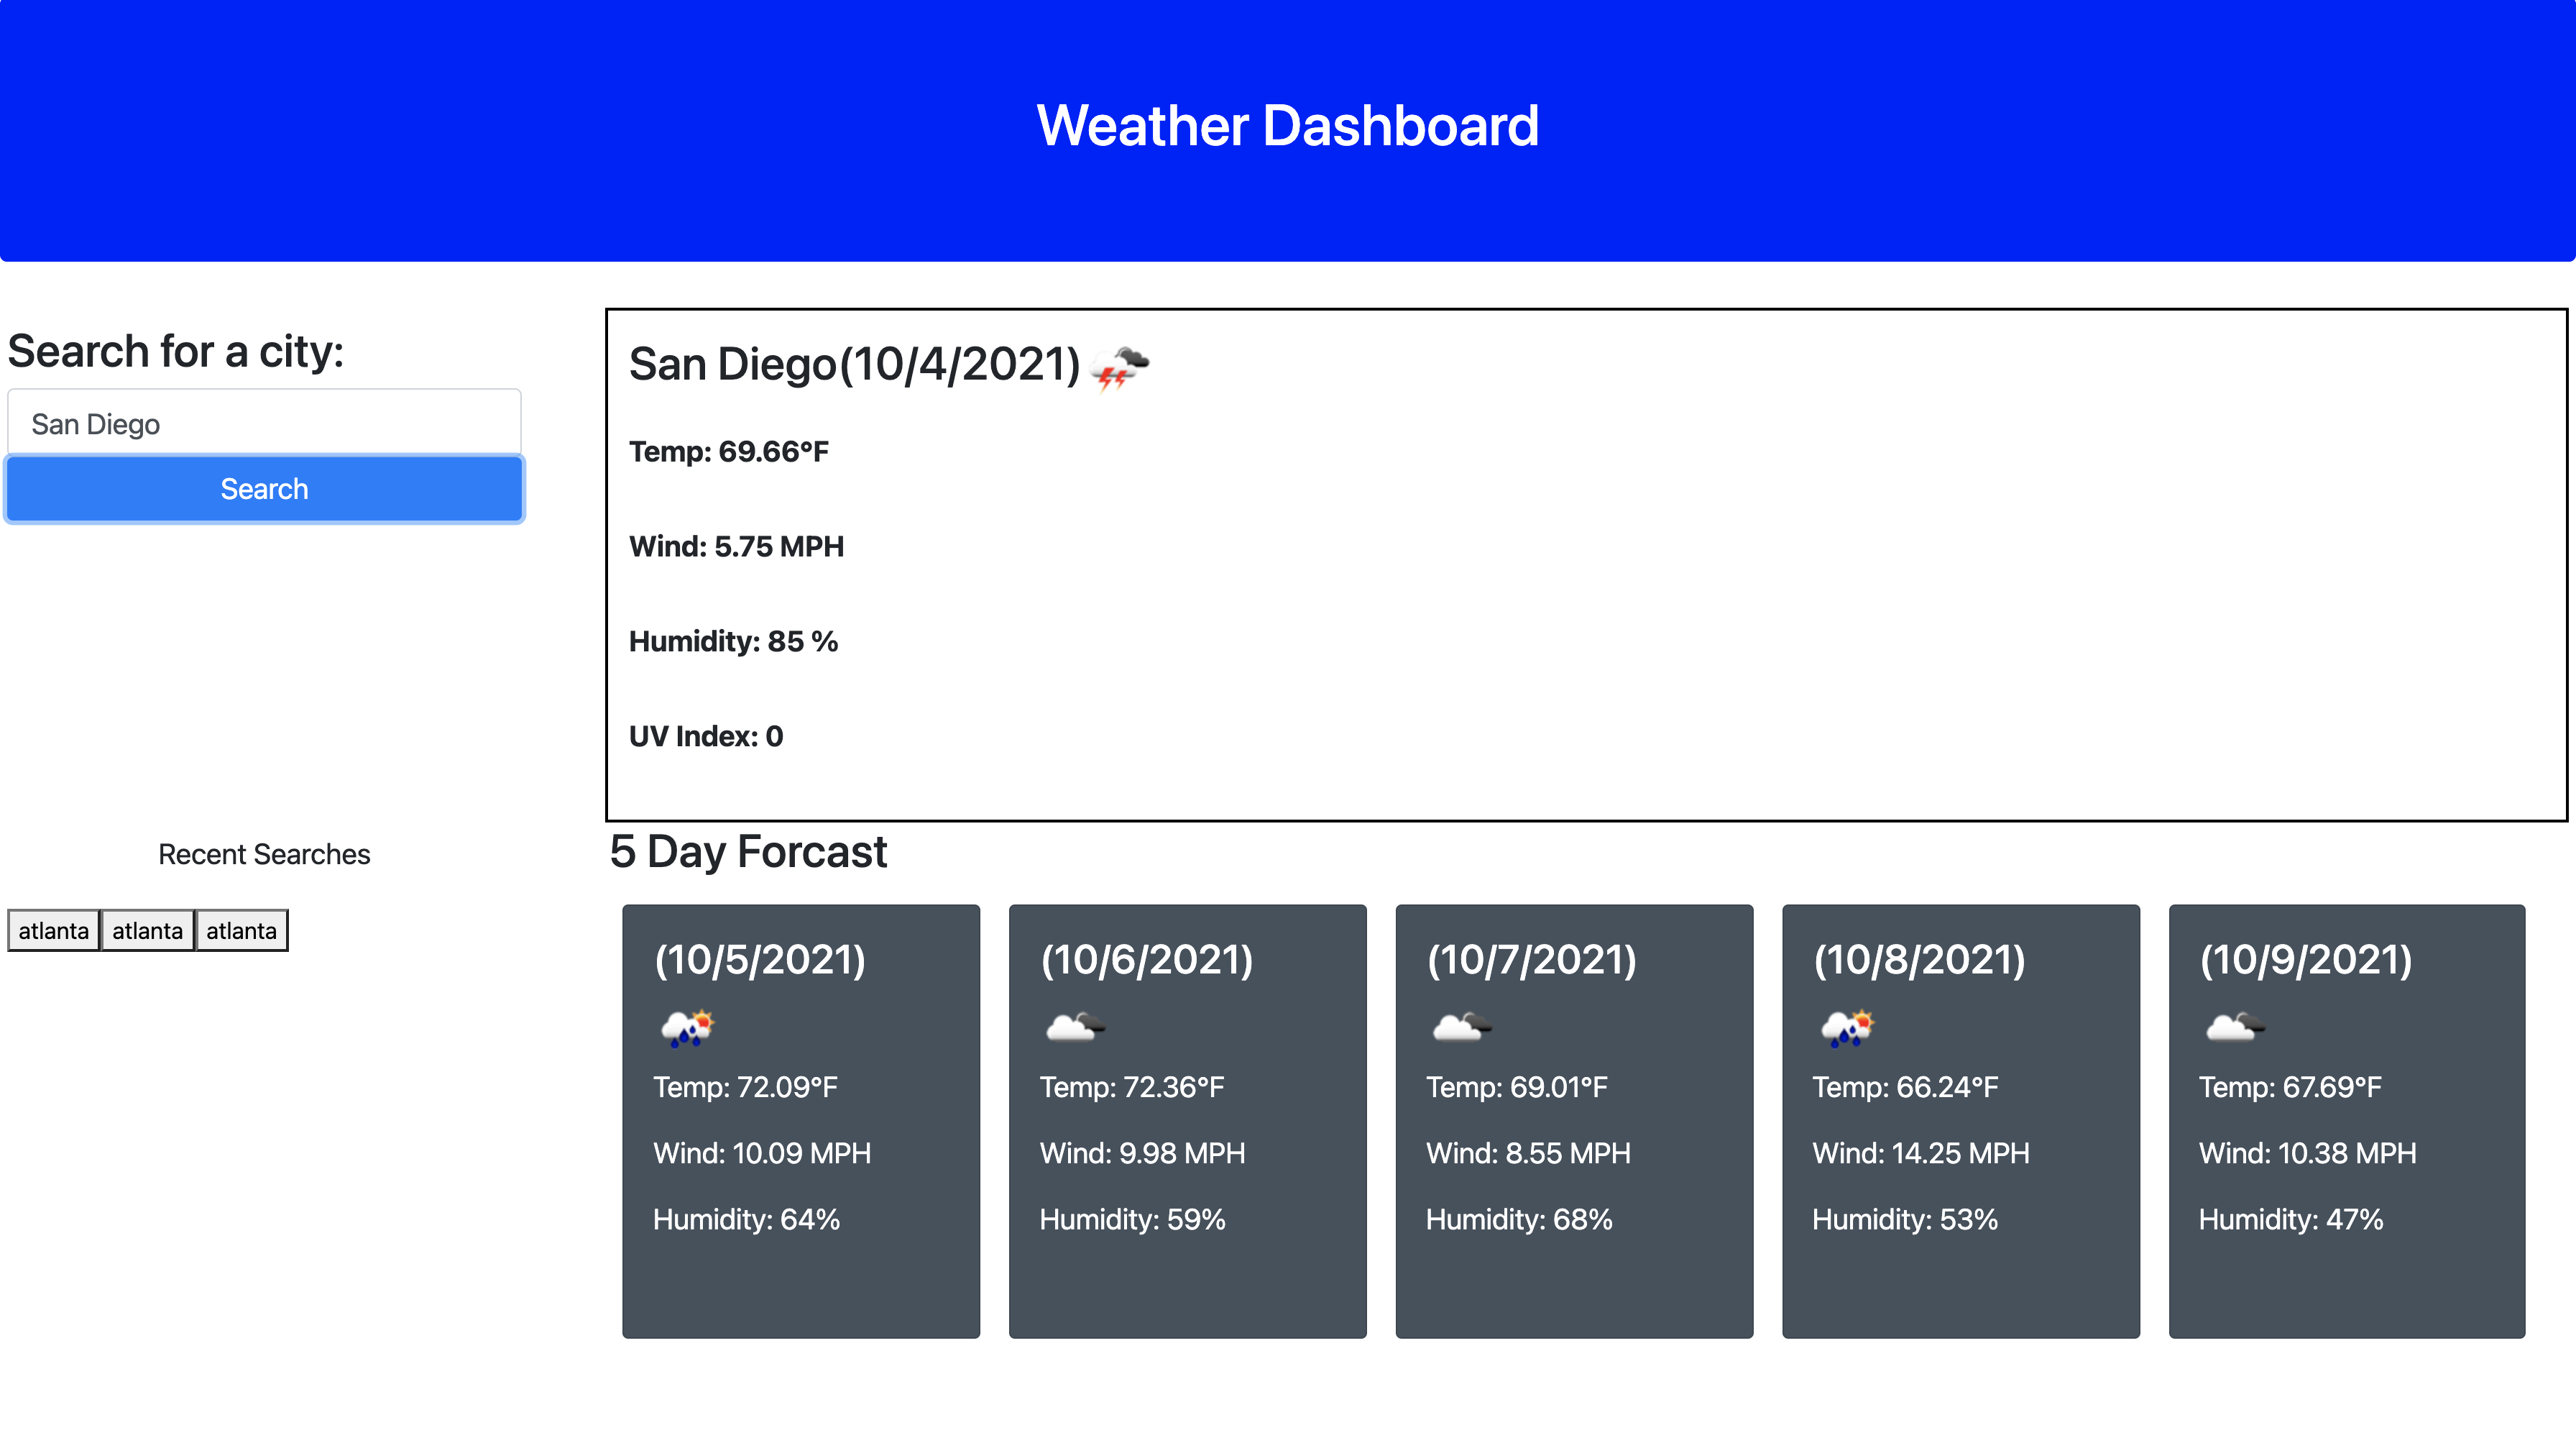 Weather Dashboard
Search for a city:
San Diego
Search
Recent Searches
atlanta atlanta atlanta
San Diego(10/4/2021)
Temp: 69.66°F
Wind: 5.75 MPH
Humidity: 85 %
UV Index: 0
5 Day Forcast
(10/5/2021)
Temp: 72.09°F
Wind: 10.09 MPH
Humidity: 64%
(10/6/2021)
Temp: 72.36°F
Wind: 9.98 MPH
Humidity: 59%
(10/7/2021)
Temp: 69.01°F
Wind: 8.55 MPH
Humidity: 68%
(10/8/2021)
Temp: 66.24°F
Wind: 14.25 MPH
Humidity: 53%
(10/9/2021)
Temp: 67.69°F
Wind: 10.38 MPH
Humidity: 47%